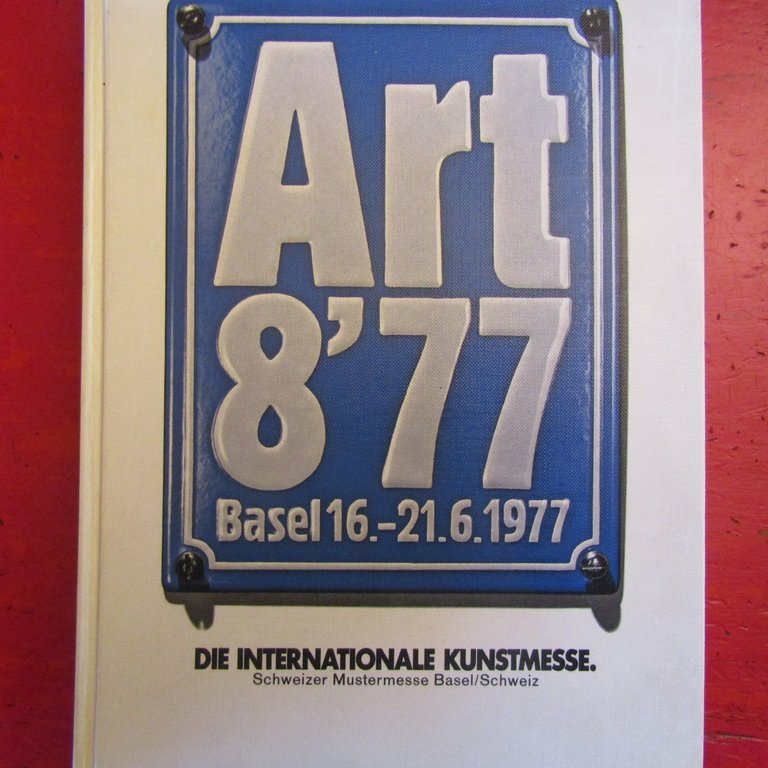 Art
8'77
Basel 16.-21.6.1977
DIE INTERNATIONALE KUNSTMESSE.
Schweizer Mustermesse Basel/Schweiz